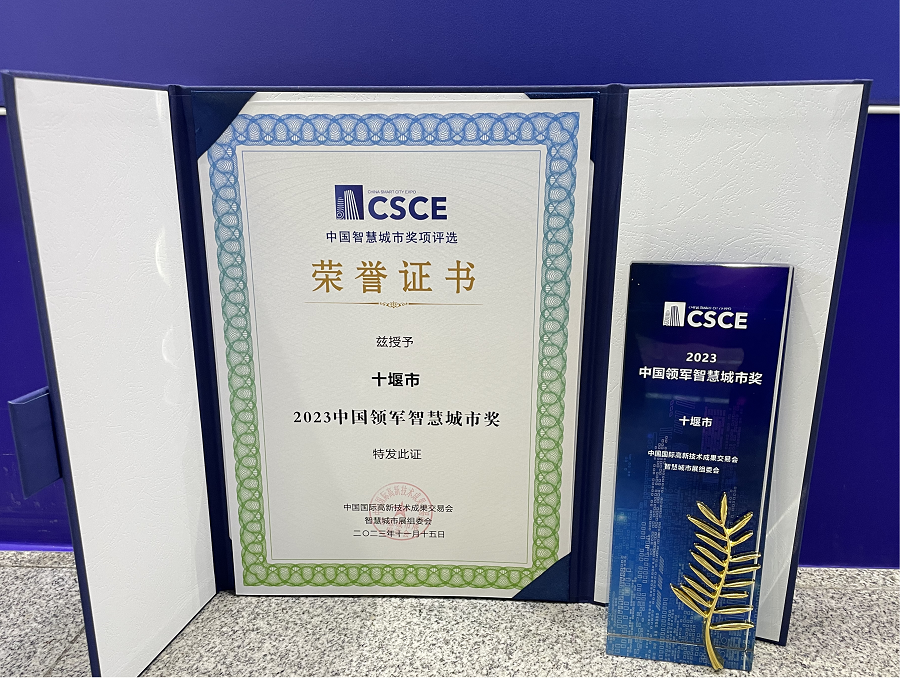 CHINA SMART CITY EXPO
CSCE
中国智慧城市奖项评选
荣誉证书
兹授予
十堰市
2023中国领军智慧城市奖
特发此证
中国国际高新技术成果交易会
智慧城市展组委会
二〇二三年十一月十五日
CHINA SMART CITY EXPO
CSCE
2023
中国领军智慧城市奖
十堰市
中国国际高新技术成果交易会
智慧城市展组委会